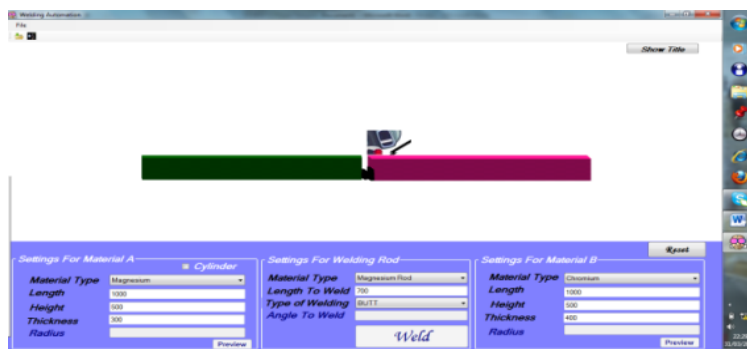 Welding Automation
File
Show Title
Reset
Settings For Material A
Cylinder
Material Type Magnesium
Length 1000
Height 500
Thickness 300
Radius
Preview
Settings For Welding Rod
Material Type Magnesium Rod
Length To Weld 700
Type of Welding BUTT
Angle To Weld
Weld
Settings For Material B
Material Type Chromium
Length 1000
Height 500
Thickness 400
Radius
Preview